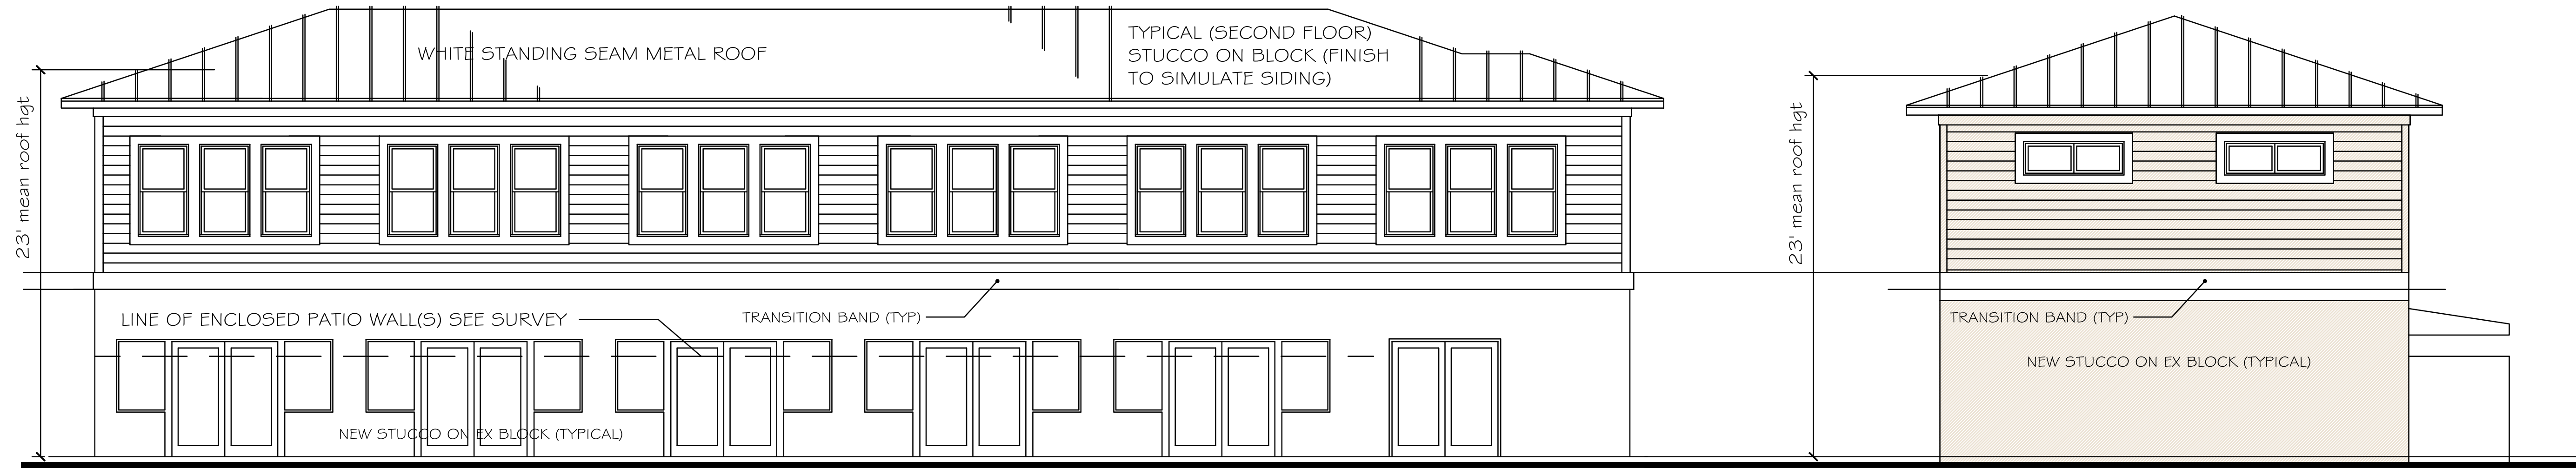 WHITE STANDING SEAM METAL ROOF
TYPICAL (SECOND FLOOR)
STUCCO ON BLOCK (FINISH
TO SIMULATE SIDING)
23' mean roof hgt
LINE OF ENCLOSED PATIO WALL(S) SEE SURVEY
TRANSITION BAND (TYP)
NEW STUCCO ON EX BLOCK (TYPICAL)
23' mean roof hgt
TRANSITION BAND (TYP)
NEW STUCCO ON EX BLOCK (TYPICAL)